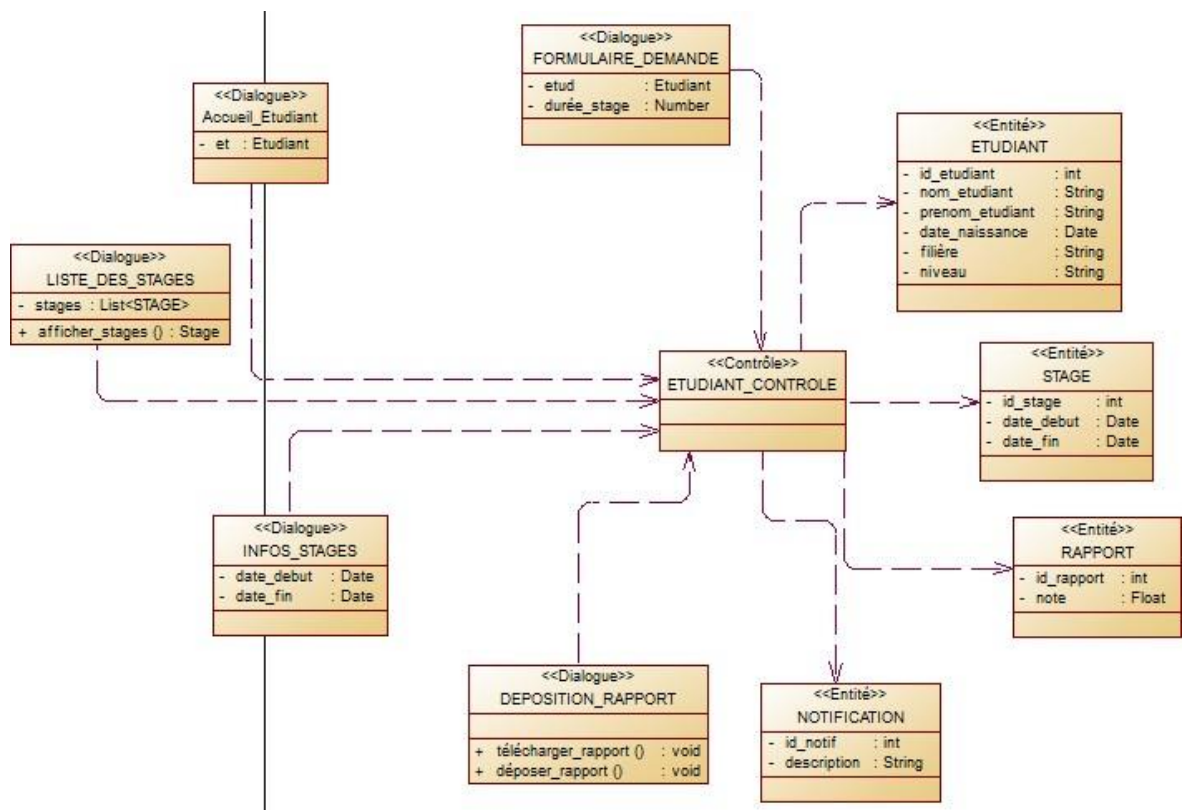 <<Dialogue>>
FORMULAIRE_DEMANDE
- etud : Etudiant
- durée_stage : Number
<<Dialogue>>
Accueil_Etudiant
- et : Etudiant
<<Entité>>
ETUDIANT
- id_etudiant : int
- nom_etudiant : String
- prenom_etudiant : String
- date_naissance : Date
- filière : String
- niveau : String
<<Dialogue>>
LISTE_DES_STAGES
- stages : List<STAGE>
+ afficher_stages () : Stage
<<Contrôle>>
ETUDIANT_CONTROLE
<<Entité>>
STAGE
- id_stage : int
- date_debut : Date
- date_fin : Date
<<Dialogue>>
INFOS_STAGES
- date_debut : Date
- date_fin : Date
<<Entité>>
RAPPORT
- id_rapport : int
- note : Float
<<Dialogue>>
DEPOSITION_RAPPORT
+ télécharger_rapport () : void
+ déposer_rapport () : void
<<Entité>>
NOTIFICATION
- id_notif : int
- description : String